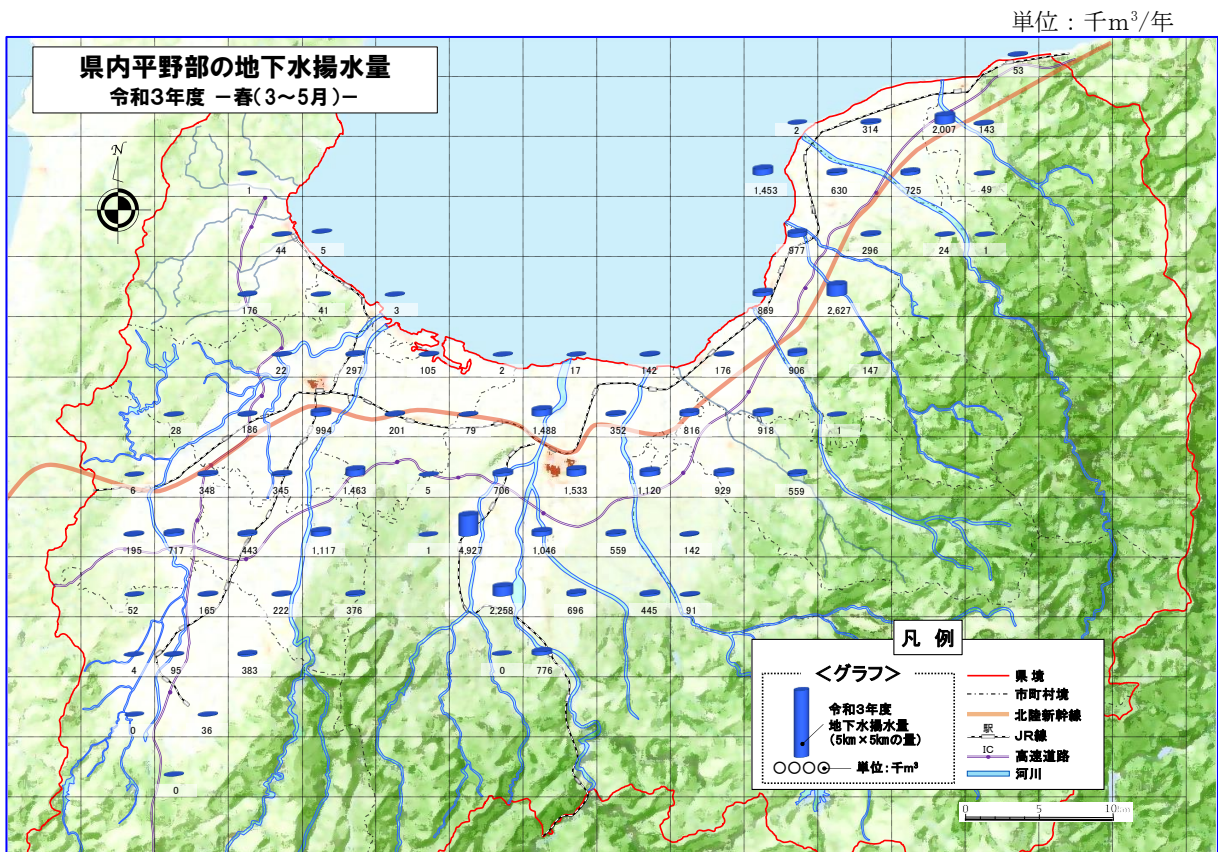 単位：千m³/年
県内平野部の地下水揚水量
令和3年度 －春(3～5月)－
N
53
2 314 2,007 143
1 1,453 630 725 49
44 5 977 296 24 1
176 41 3 869 2,627
22 297 105 2 17 142 176 906 147
28 186 994 201 79 1,488 352 816 918
6 348 345 1,463 5 706 1,533 1,120 929 559
195 717 443 1,117 1 4,927 1,046 559 142
52 165 222 376 2,258 696 445 91
4 95 383 0 776
0 36
0
凡 例
＜グラフ＞
令和3年度
地下水揚水量
(5km×5kmの量)
○○○○ 単位：千m³
県境
市町村境
北陸新幹線
駅
JR線
IC
高速道路
河川
0 5 10km